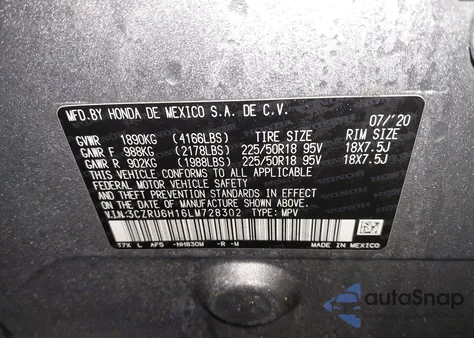 MFD.BY HONDA DE MEXICO S.A. DE C.V. 07/'20
GVWR 1890KG (4166LBS) TIRE SIZE RIM SIZE
GAWR F 988KG (2178LBS) 225/50R18 95V 18X7.5J
GAWR R 902KG (1988LBS) 225/50R18 95V 18X7.5J
THIS VEHICLE CONFORMS TO ALL APPLICABLE
FEDERAL MOTOR VEHICLE SAFETY
AND THEFT PREVENTION STANDARDS IN EFFECT ON THE
DATE OF MANUFACTURE SHOWN ABOVE.
V.I.N:3CZRU6H16LM728302 TYPE: MPV
T7X L AF5 -NH830M -R -M MADE IN MEXICO
autoSnap